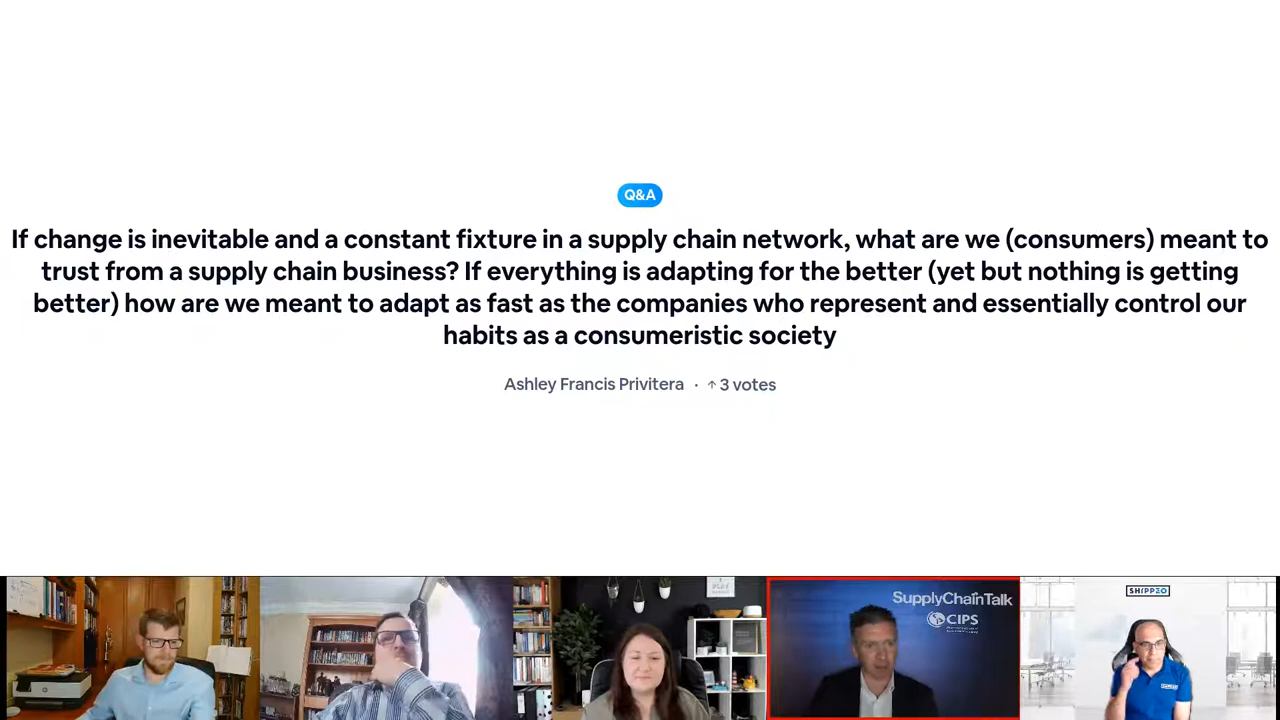 Q&A
If change is inevitable and a constant fixture in a supply chain network, what are we (consumers) meant to
trust from a supply chain business? If everything is adapting for the better (yet but nothing is getting
better) how are we meant to adapt as fast as the companies who represent and essentially control our
habits as a consumeristic society
Ashley Francis Privitera · ↑ 3 votes
SupplyChainTalk
CIPS
SHIPPEO